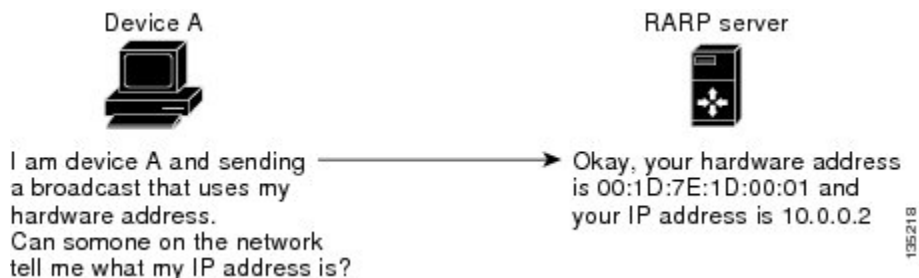 Device A
RARP server
I am device A and sending
a broadcast that uses my
hardware address.
Can somone on the network
tell me what my IP address is?
Okay, your hardware address
is 00:1D:7E:1D:00:01 and
your IP address is 10.0.0.2
135218